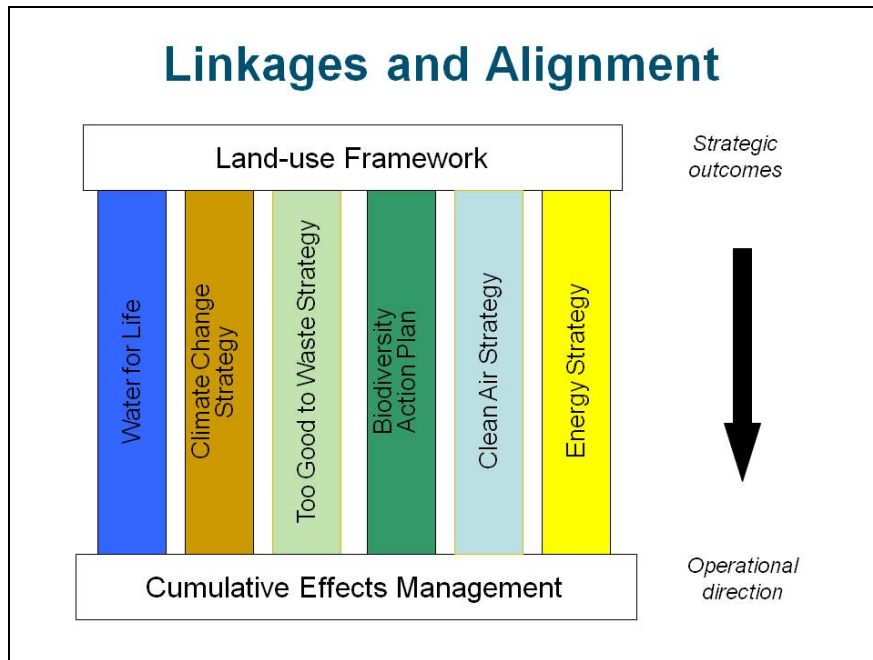 Linkages and Alignment
Land-use Framework
Strategic
outcomes
Water for Life
Climate Change
Strategy
Too Good to Waste Strategy
Biodiversity
Action Plan
Clean Air Strategy
Energy Strategy
Cumulative Effects Management
Operational
direction